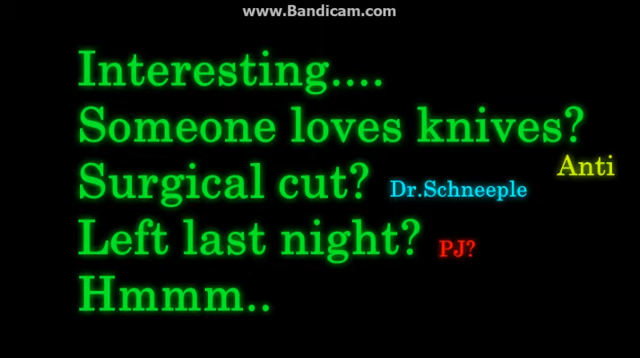 www.Bandicam.com
Interesting....
Someone loves knives?
Anti
Surgical cut? Dr.Schneeple
Left last night? PJ?
Hmmm..